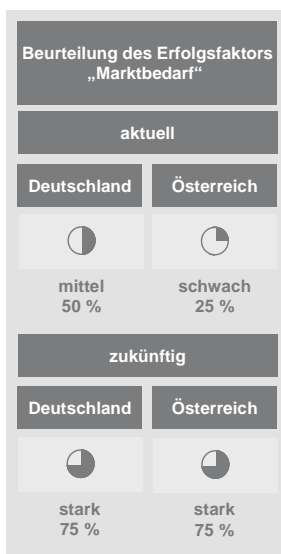 Beurteilung des Erfolgsfaktors
„Marktbedarf“
aktuell
Deutschland Österreich
mittel schwach
50 % 25 %
zukünftig
Deutschland Österreich
stark stark
75 % 75 %